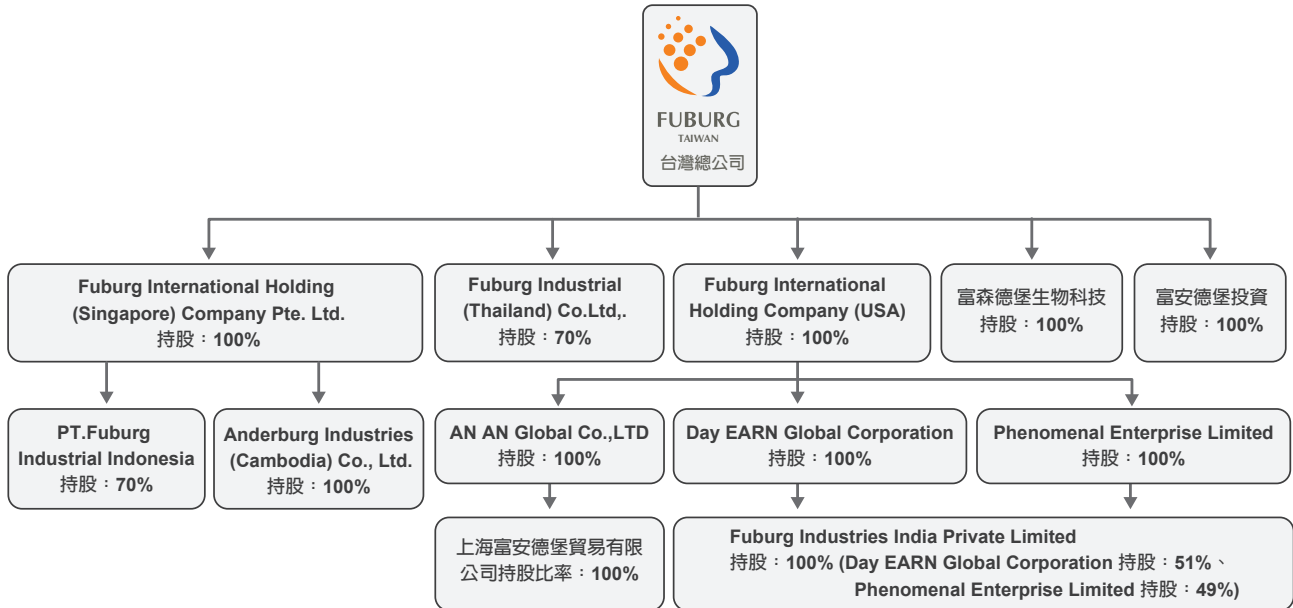 FUBURG
TAIWAN
台灣總公司
Fuburg International Holding
(Singapore) Company Pte. Ltd.
持股：100%
Fuburg Industrial
(Thailand) Co.Ltd,.
持股：70%
Fuburg International
Holding Company (USA)
持股：100%
富森德堡生物科技
持股：100%
富安德堡投資
持股：100%
PT.Fuburg
Industrial Indonesia
持股：70%
Anderburg Industries
(Cambodia) Co., Ltd.
持股：100%
AN AN Global Co.,LTD
持股：100%
Day EARN Global Corporation
持股：100%
Phenomenal Enterprise Limited
持股：100%
上海富安德堡貿易有限
公司持股比率：100%
Fuburg Industries India Private Limited
持股：100% (Day EARN Global Corporation 持股：51%、
Phenomenal Enterprise Limited 持股：49%)